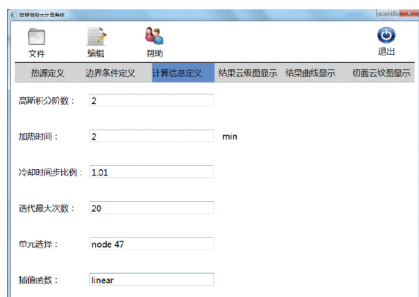 文件
编辑
帮助
退出
热源定义 边界条件定义 计算信息定义 结果云级图显示 结果曲线显示 切面云纹图显示
高斯积分阶数： 2
加热时间： 2 min
冷却时间步比例： 1.01
迭代最大次数： 20
单元选择： node 47
插值函数： linear